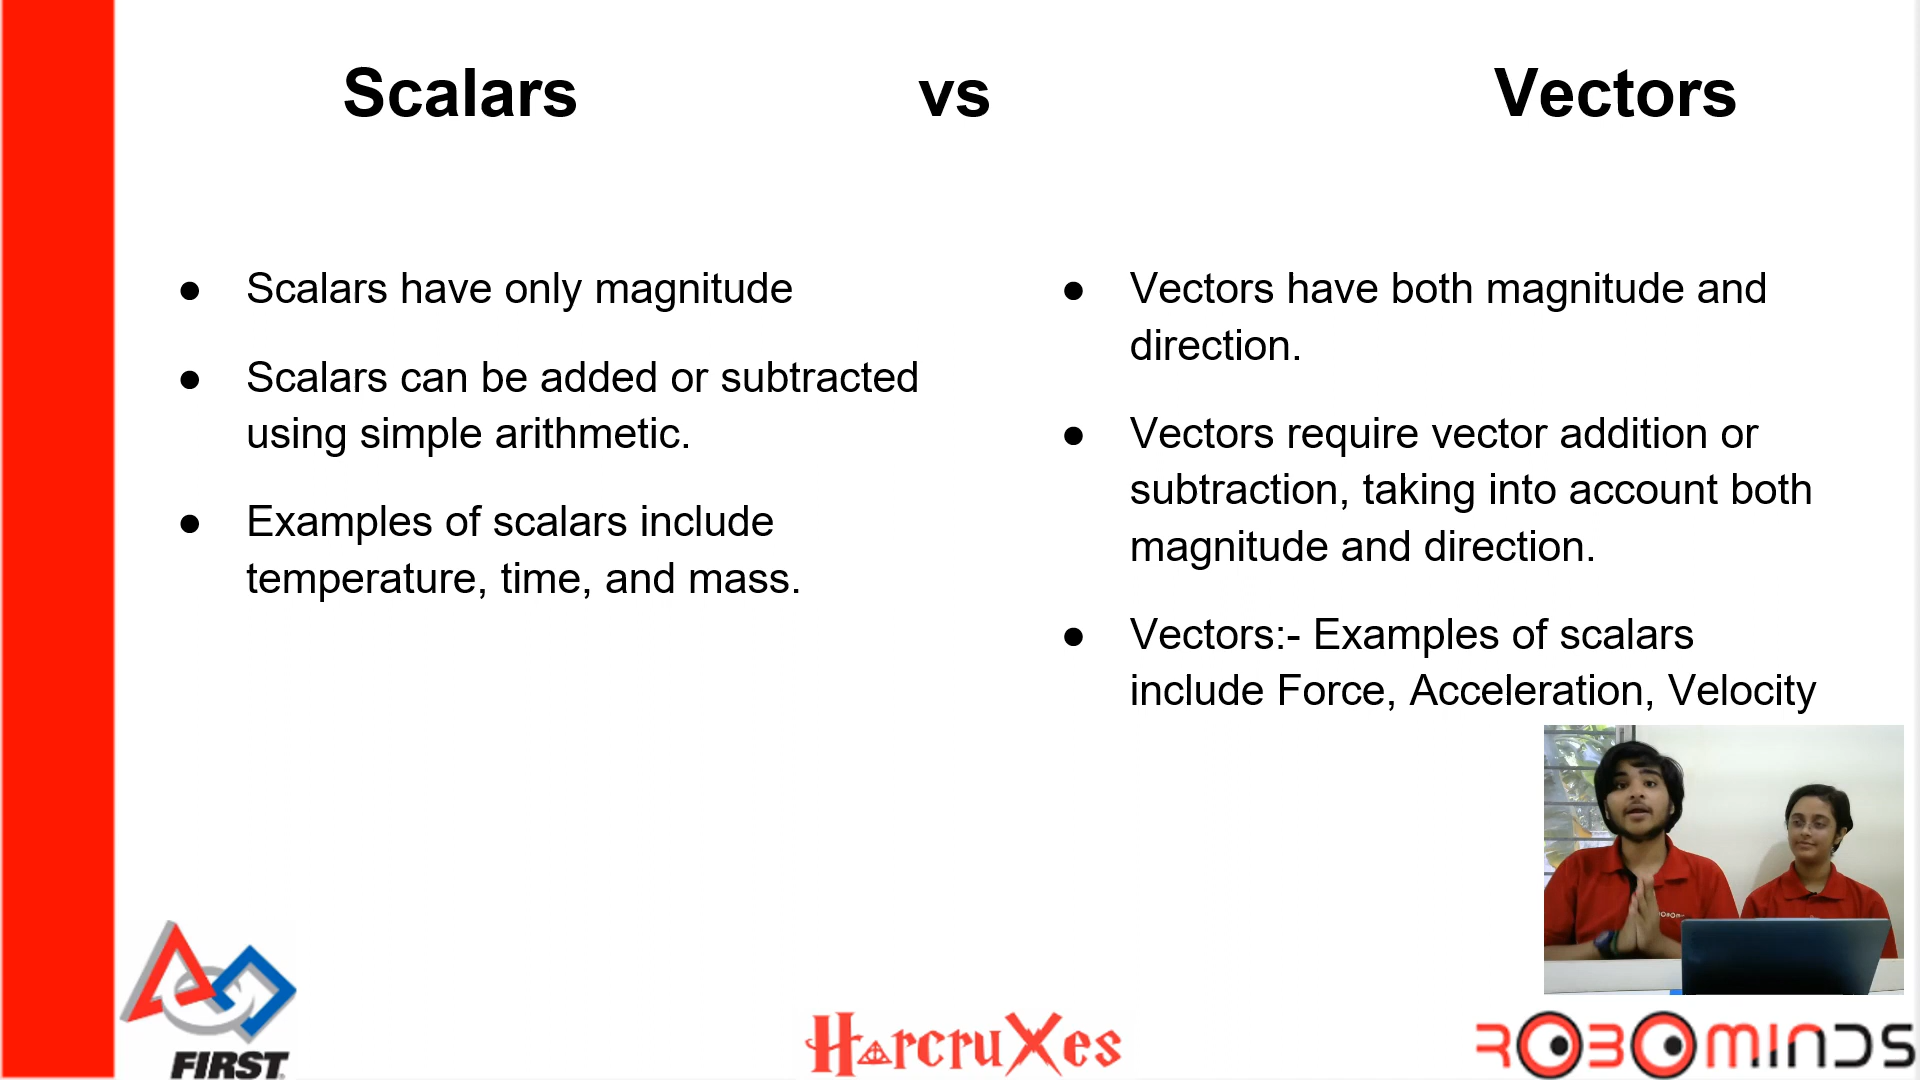 Scalars vs Vectors
● Scalars have only magnitude
● Scalars can be added or subtracted
using simple arithmetic.
● Examples of scalars include
temperature, time, and mass.
● Vectors have both magnitude and
direction.
● Vectors require vector addition or
subtraction, taking into account both
magnitude and direction.
● Vectors:- Examples of scalars
include Force, Acceleration, Velocity
FIRST
HarcruXes
ROBOMINDS